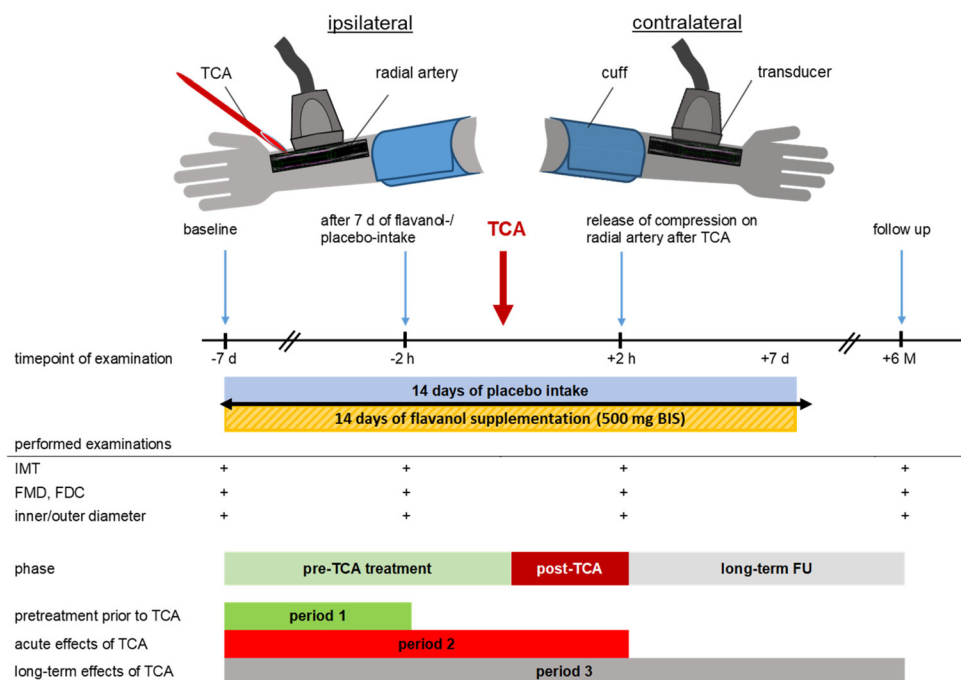 ipsilateral
contralateral
TCA
radial artery
cuff
transducer
baseline
after 7 d of flavanol-/
placebo-intake
TCA
release of compression on
radial artery after TCA
follow up
timepoint of examination
-7 d
-2 h
+2h
+7d
+6 M
14 days of placebo intake
14 days of flavanol supplementation (500 mg BIS)
performed examinations
IMT + + + +
FMD, FDC + + + +
inner/outer diameter + + + +
phase
pre-TCA treatment
post-TCA
long-term FU
pretreatment prior to TCA
period 1
acute effects of TCA
period 2
long-term effects of TCA
period 3